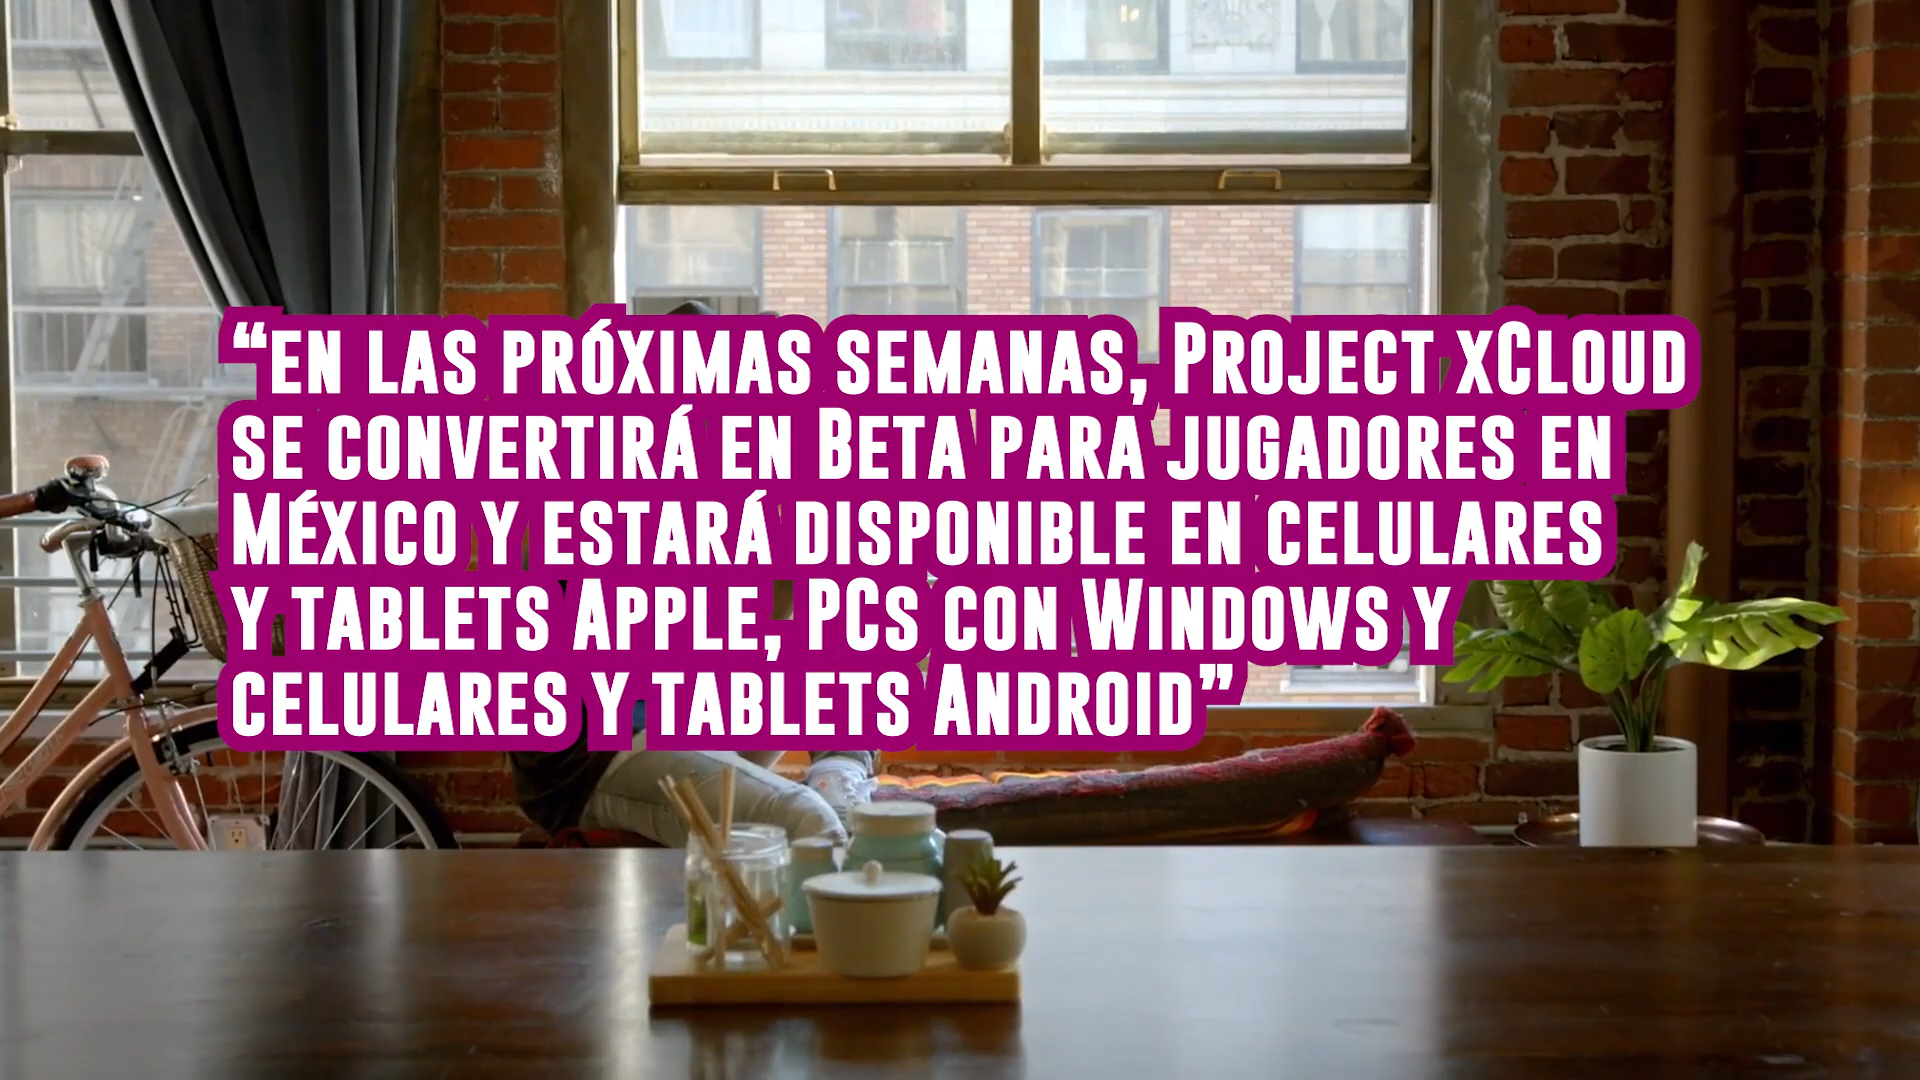 “en las próximas semanas, Project xCloud
se convertirá en Beta para jugadores en
México y estará disponible en celulares
y tablets Apple, PCs con Windows y
celulares y tablets Android”